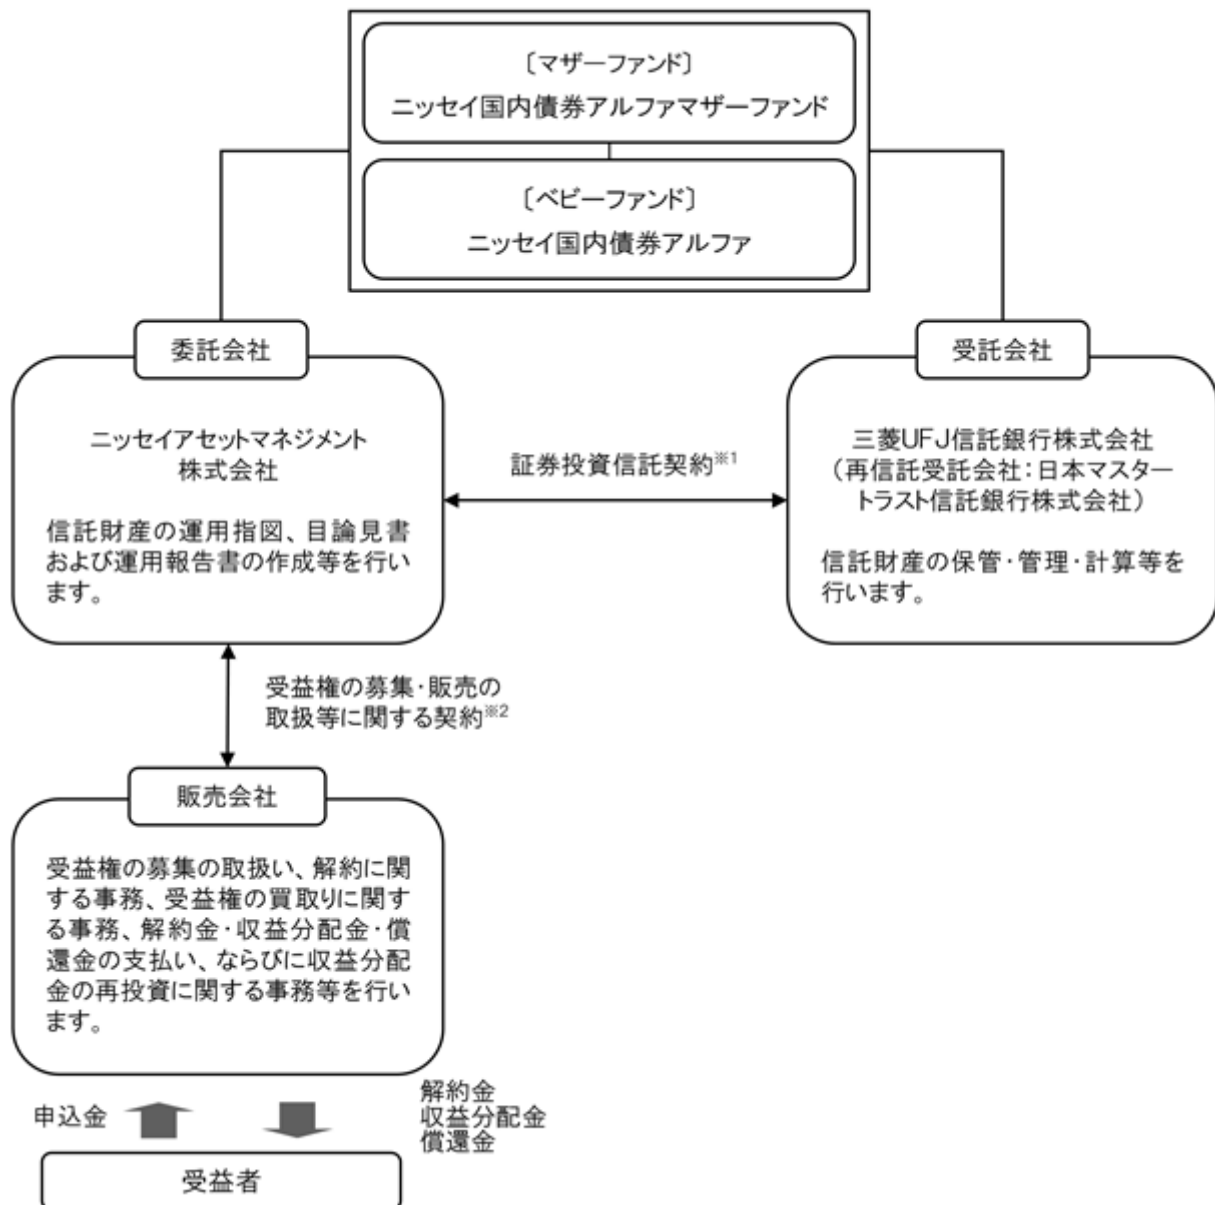 〔マザーファンド〕
ニッセイ国内債券アルファマザーファンド
〔ベビーファンド〕
ニッセイ国内債券アルファ
委託会社
ニッセイアセットマネジメント
株式会社
信託財産の運用指図、目論見書
および運用報告書の作成等を行い
ます。
証券投資信託契約※1
受託会社
三菱UFJ信託銀行株式会社
（再信託受託会社：日本マスター
トラスト信託銀行株式会社）
信託財産の保管・管理・計算等を
行います。
受益権の募集・販売の
取扱等に関する契約※2
販売会社
受益権の募集の取扱い、解約に関
する事務、受益権の買取りに関す
る事務、解約金・収益分配金・償
還金の支払い、ならびに収益分配
金の再投資に関する事務等を行い
ます。
申込金
解約金
収益分配金
償還金
受益者